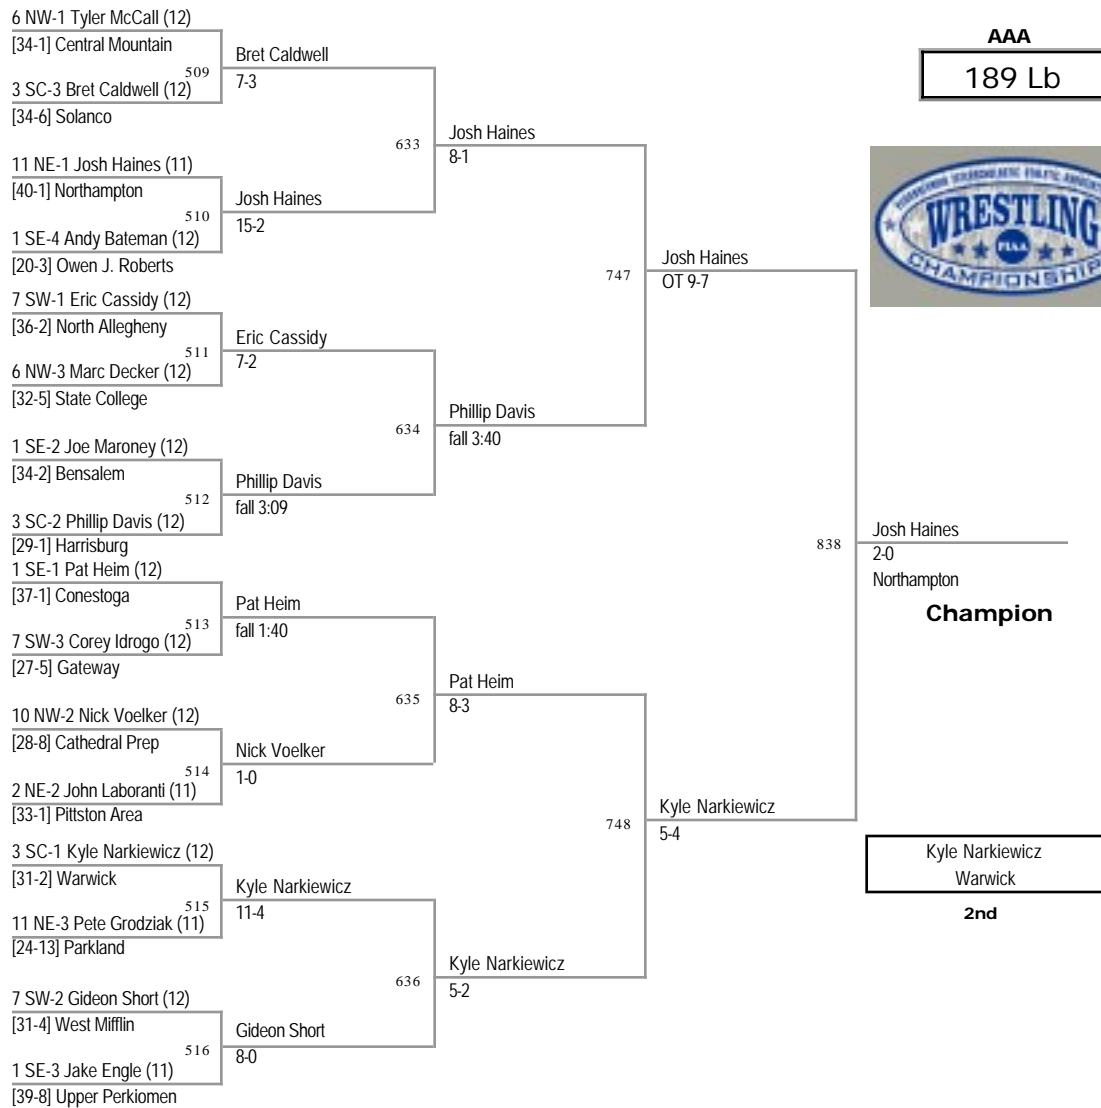 6 NW-1 Tyler McCall (12)
[34-1] Central Mountain
509
3 SC-3 Bret Caldwell (12)
[34-6] Solanco
11 NE-1 Josh Haines (11)
[40-1] Northampton
510
1 SE-4 Andy Bateman (12)
[20-3] Owen J. Roberts
7 SW-1 Eric Cassidy (12)
[36-2] North Allegheny
511
6 NW-3 Marc Decker (12)
[32-5] State College
1 SE-2 Joe Maroney (12)
[34-2] Bensalem
512
3 SC-2 Phillip Davis (12)
[29-1] Harrisburg
1 SE-1 Pat Heim (12)
[37-1] Conestoga
513
7 SW-3 Corey Idrogo (12)
[27-5] Gateway
10 NW-2 Nick Voelker (12)
[28-8] Cathedral Prep
514
2 NE-2 John Laboranti (11)
[33-1] Pittston Area
3 SC-1 Kyle Narkiewicz (12)
[31-2] Warwick
515
11 NE-3 Pete Grodziak (11)
[24-13] Parkland
7 SW-2 Gideon Short (12)
[31-4] West Mifflin
516
1 SE-3 Jake Engle (11)
[39-8] Upper Perkiomen
Bret Caldwell
7-3
633
Josh Haines
15-2
Eric Cassidy
7-2
634
Phillip Davis
fall 3:09
Pat Heim
fall 1:40
635
Nick Voelker
1-0
Kyle Narkiewicz
11-4
636
Gideon Short
8-0
Josh Haines
8-1
747
Phillip Davis
fall 3:40
Pat Heim
8-3
748
Kyle Narkiewicz
5-2
Josh Haines
OT 9-7
838
Kyle Narkiewicz
5-4
Josh Haines
2-0
Northampton
Champion
AAA
189 Lb
WRESTLING
PIAA
CHAMPIONSHIP
Kyle Narkiewicz
Warwick
2nd